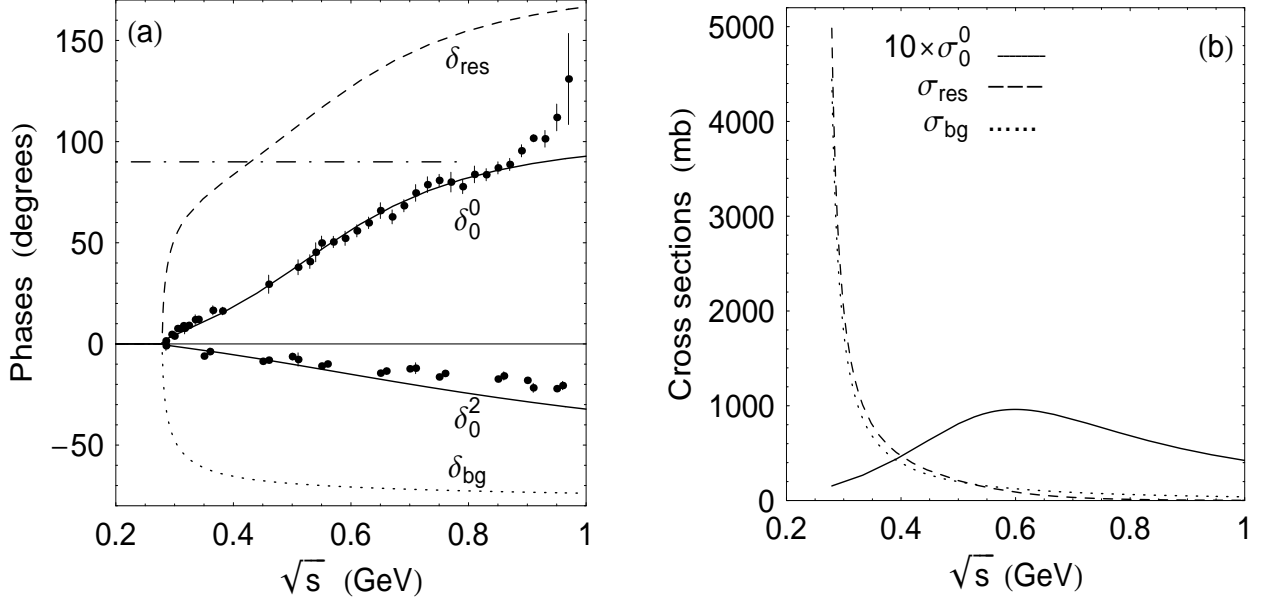 (a)
150
100
50
0
−50
Phases (degrees)
δres
δ⁰₀
δ²₀
δbg
0.2 0.4 0.6 0.8 1
√s (GeV)
(b)
5000
4000
3000
2000
1000
0
Cross sections (mb)
10×σ⁰₀
σres
σbg
0.2 0.4 0.6 0.8 1
√s (GeV)